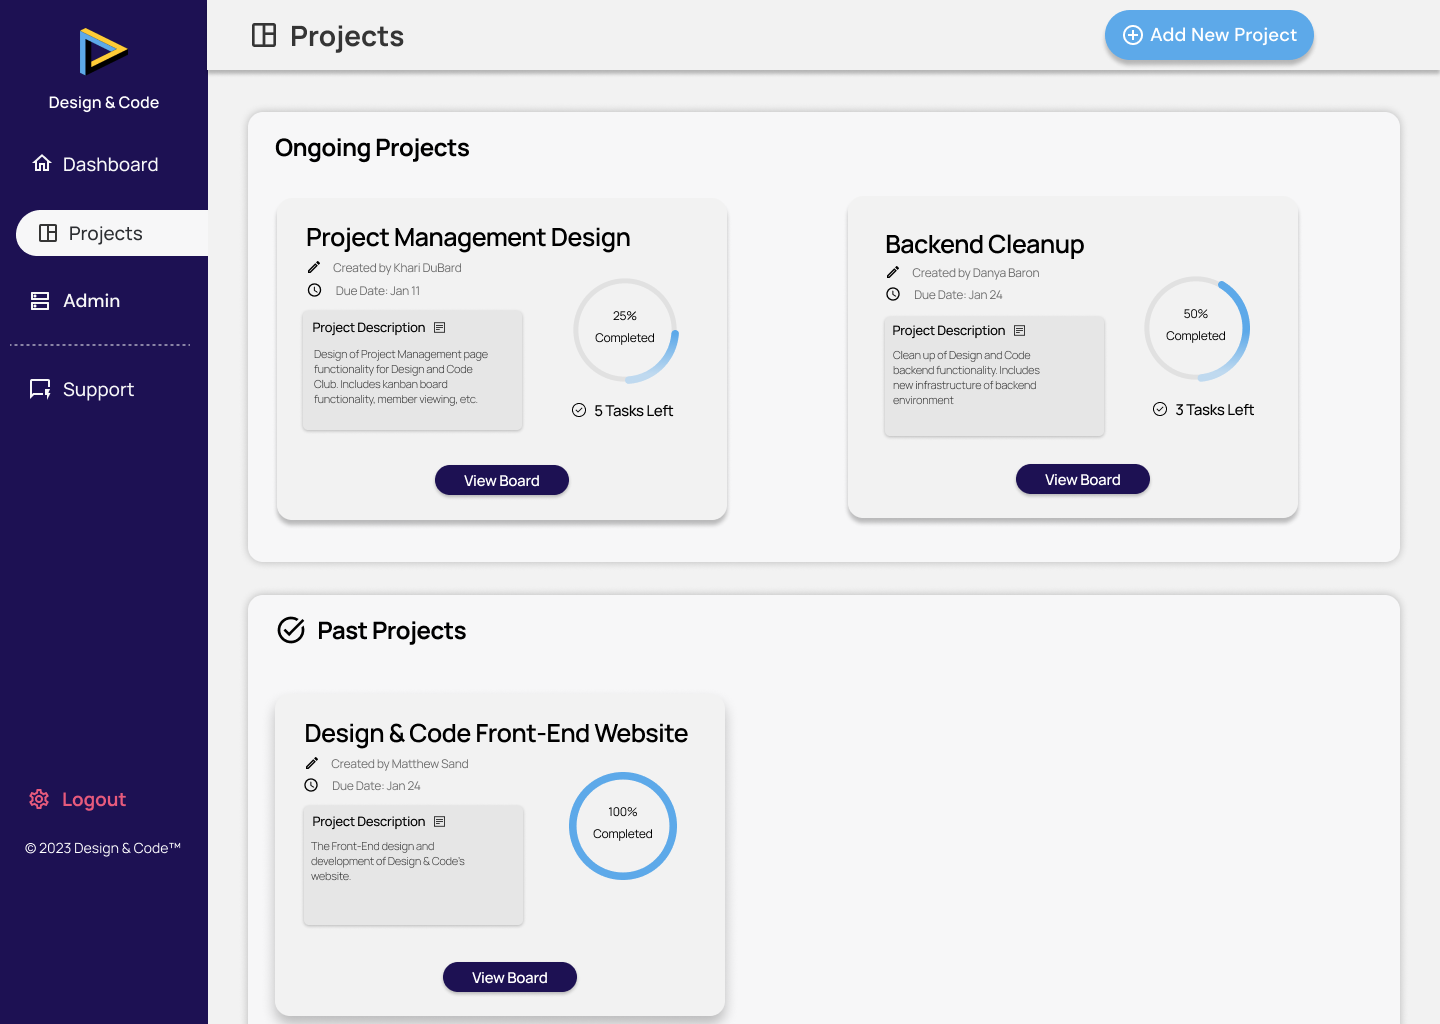 Design & Code
Dashboard
Projects
Admin
Support
Logout
© 2023 Design & Code™
Projects
Add New Project
Ongoing Projects
Project Management Design
Created by Khari DuBard
Due Date: Jan 11
Project Description
Design of Project Management page
functionality for Design and Code
Club. Includes kanban board
functionality, member viewing, etc.
25%
Completed
5 Tasks Left
View Board
Backend Cleanup
Created by Danya Baron
Due Date: Jan 24
Project Description
Clean up of Design and Code
backend functionality. Includes
new infrastructure of backend
environment
50%
Completed
3 Tasks Left
View Board
Past Projects
Design & Code Front-End Website
Created by Matthew Sand
Due Date: Jan 24
Project Description
The Front-End design and
development of Design & Code's
website.
100%
Completed
View Board